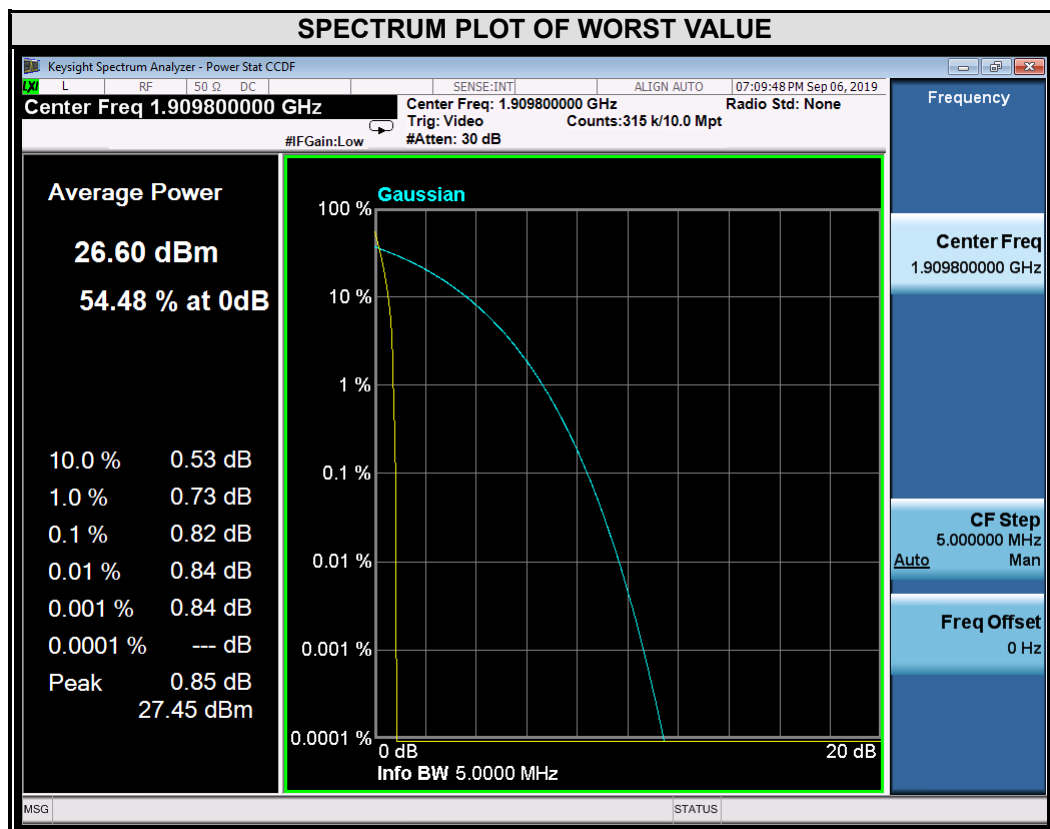 SPECTRUM PLOT OF WORST VALUE
Keysight Spectrum Analyzer - Power Stat CCDF
LXI L RF 50 Ω DC SENSE:INT ALIGN AUTO 07:09:48 PM Sep 06, 2019
Center Freq 1.909800000 GHz
Center Freq: 1.909800000 GHz Radio Std: None
Trig: Video Counts:315 k/10.0 Mpt
#IFGain:Low #Atten: 30 dB
Average Power
26.60 dBm
54.48 % at 0dB
10.0 % 0.53 dB
1.0 % 0.73 dB
0.1 % 0.82 dB
0.01 % 0.84 dB
0.001 % 0.84 dB
0.0001 % --- dB
Peak 0.85 dB
27.45 dBm
Gaussian
100 %
10 %
1 %
0.1 %
0.01 %
0.001 %
0.0001 %
0 dB 20 dB
Info BW 5.0000 MHz
Frequency
Center Freq
1.909800000 GHz
CF Step
5.000000 MHz
Auto Man
Freq Offset
0 Hz
MSG STATUS